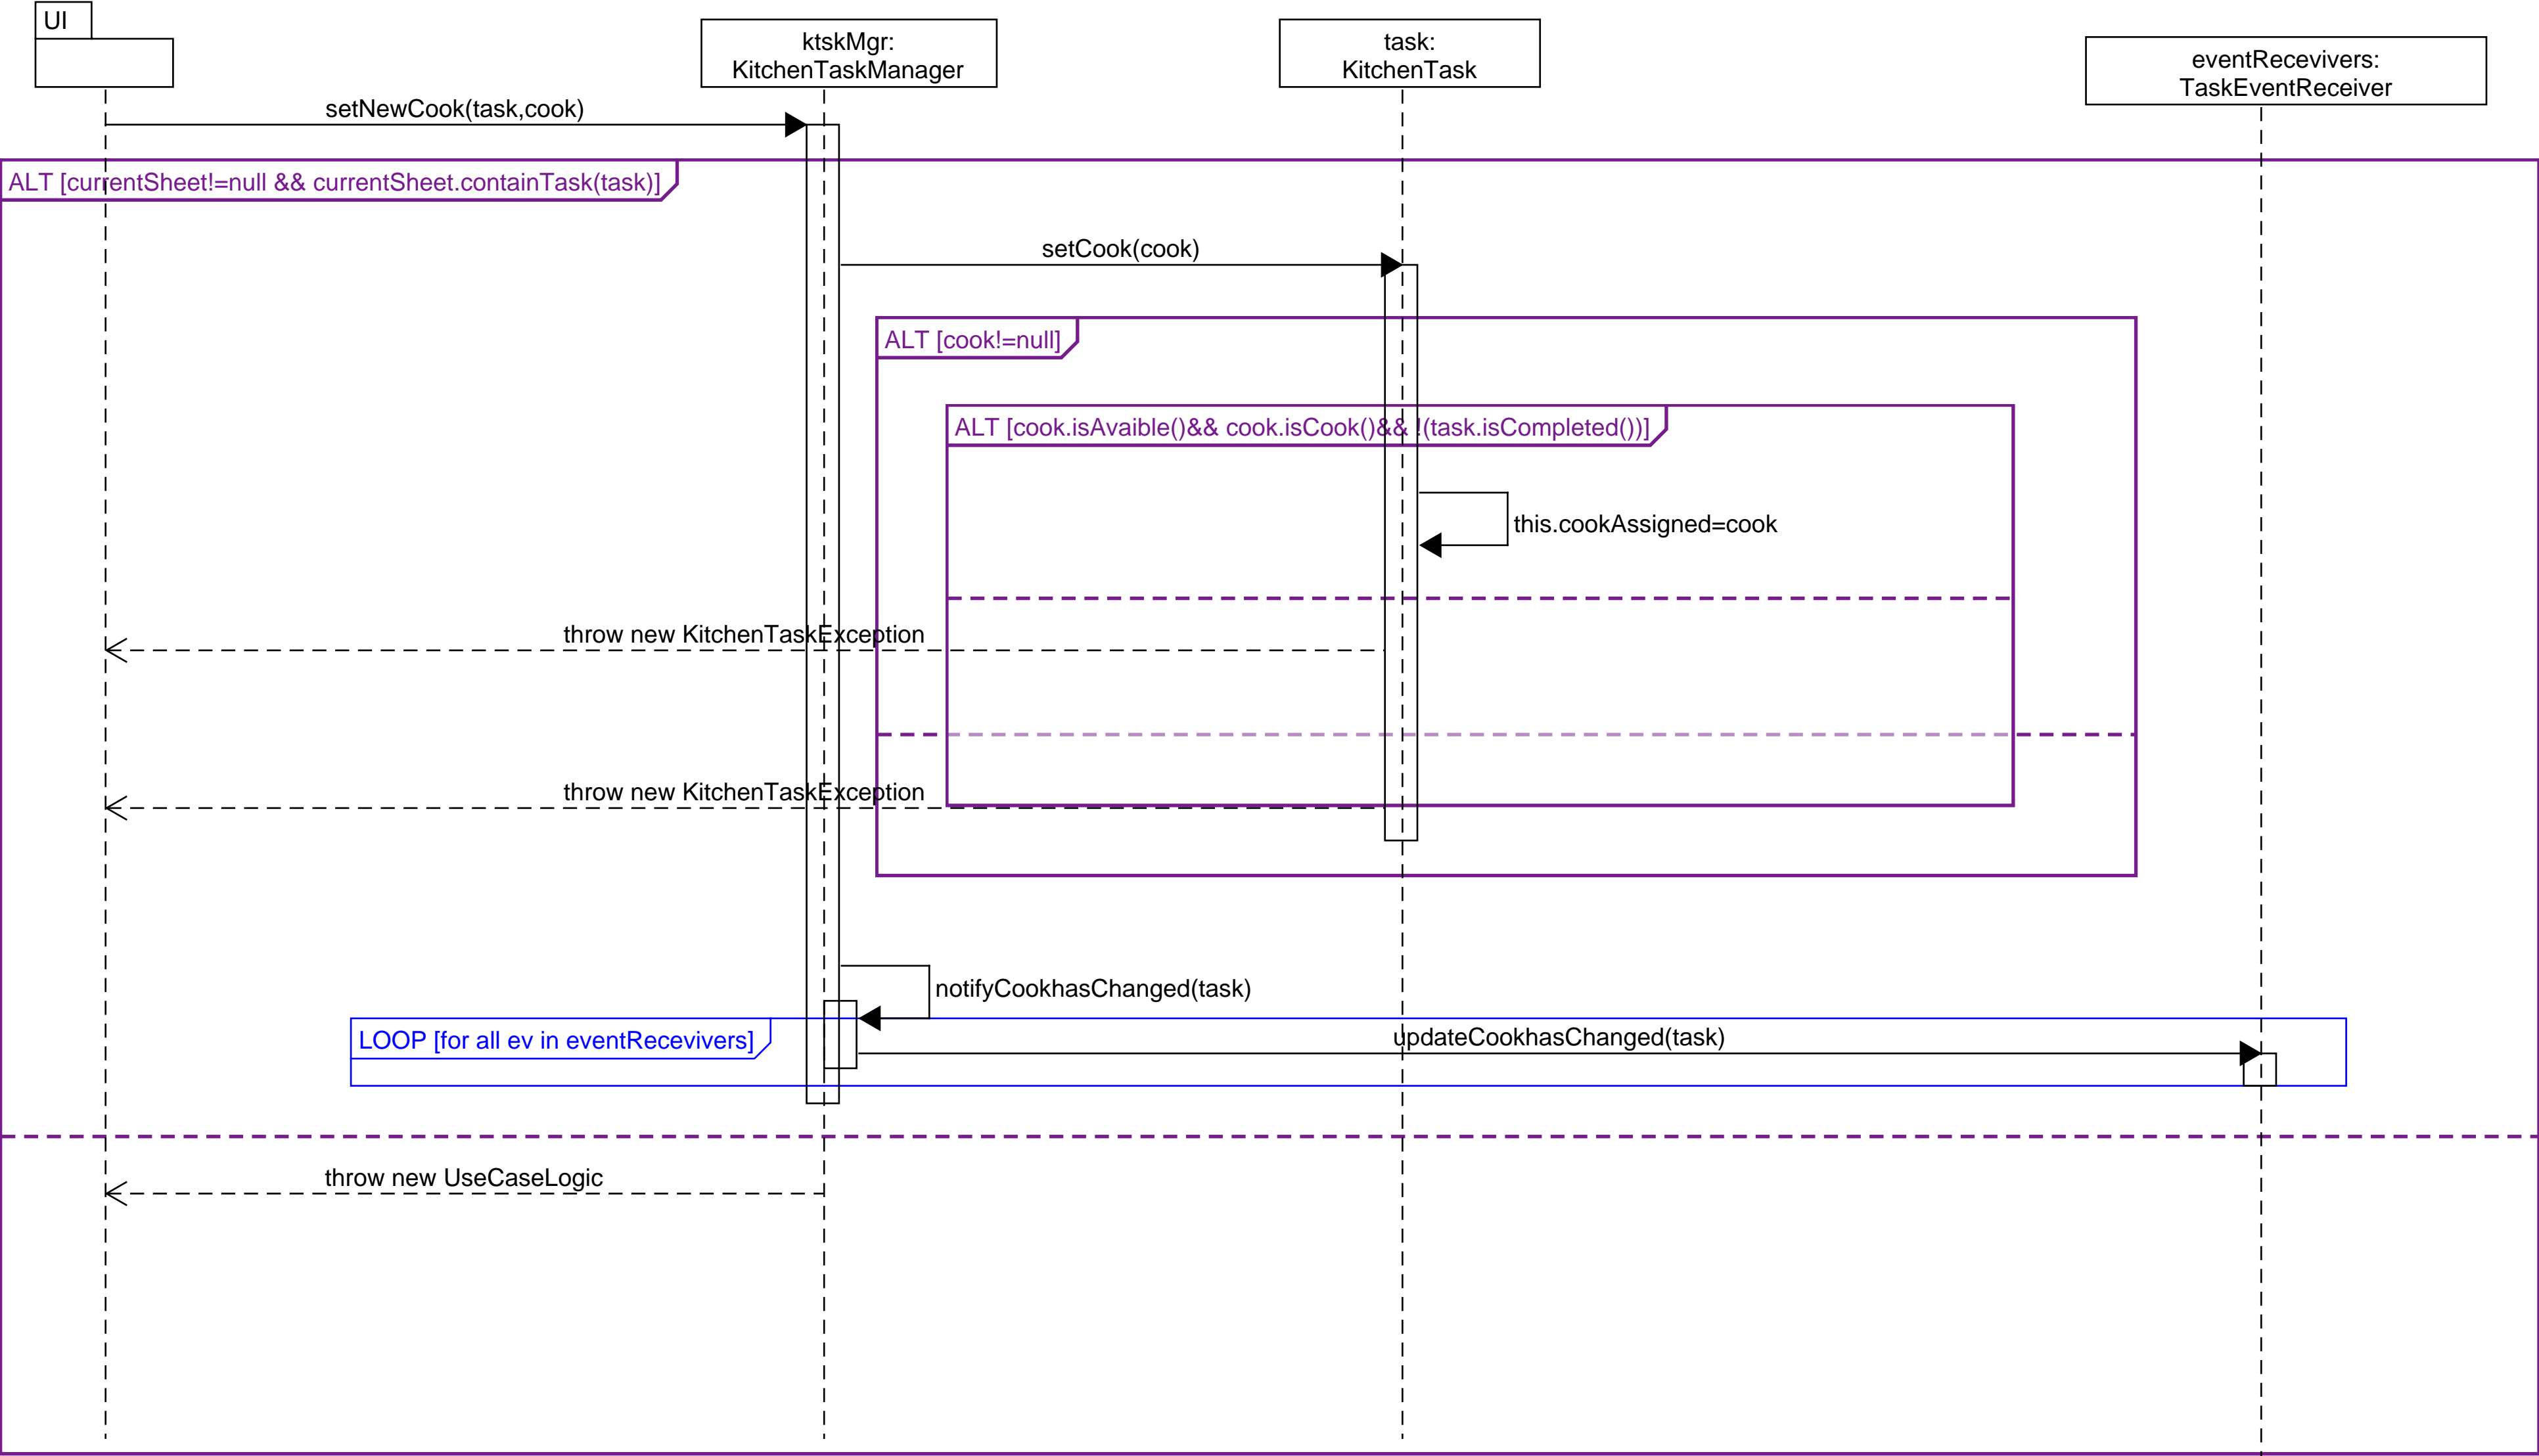 UI
ktskMgr:
KitchenTaskManager
task:
KitchenTask
eventRecevivers:
TaskEventReceiver
setNewCook(task,cook)
ALT [currentSheet!=null && currentSheet.containTask(task)]
setCook(cook)
ALT [cook!=null]
ALT [cook.isAvaible()&& cook.isCook()&& !(task.isCompleted())]
this.cookAssigned=cook
throw new KitchenTaskException
throw new KitchenTaskException
notifyCookhasChanged(task)
LOOP [for all ev in eventRecevivers]
updateCookhasChanged(task)
throw new UseCaseLogic